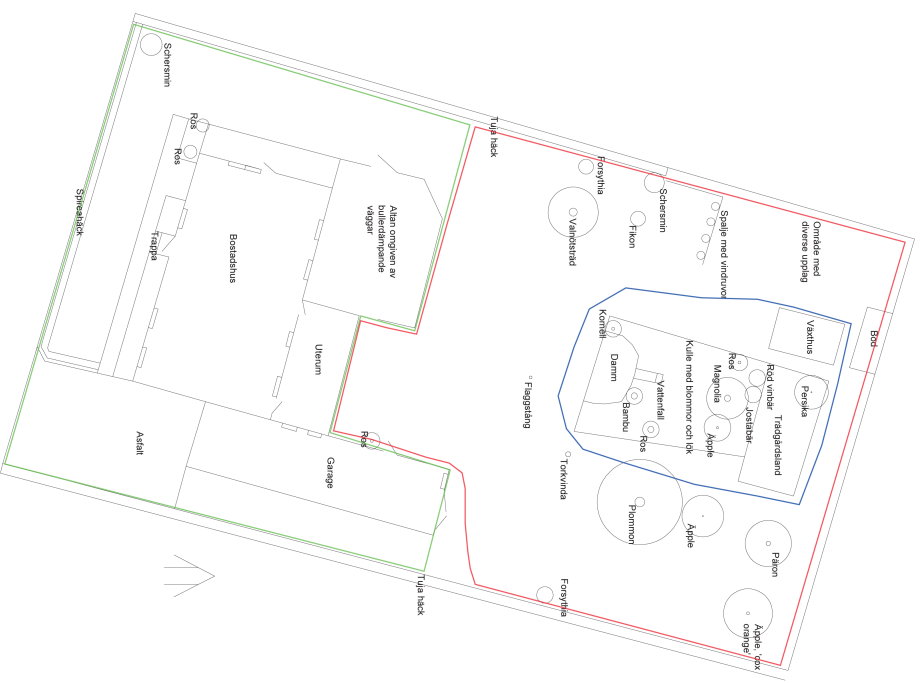 Schersmin
Ros
Ros
Spireahäck
Trappa
Bostadshus
Altan omgiven av
bullerdämpande
väggar
Uterum
Asfalt
Garage
Ros
Tuja häck
Tuja häck
Forsythia
Valnötsträd
Fikon
Schersmin
Spalje med vindruvor
Område med
diverse upplag
Bod
Växthus
Kornell
Damm
Vattenfall
Bambu
Ros
Kulle med blommor och lök
Ros
Magnolia
Röd vinbär
Jostabär
Äpple
Persika
Trädgårdsland
Flaggstång
Torkvinda
Plommon
Äpple
Päron
Forsythia
Äpple, 'cox
orange'